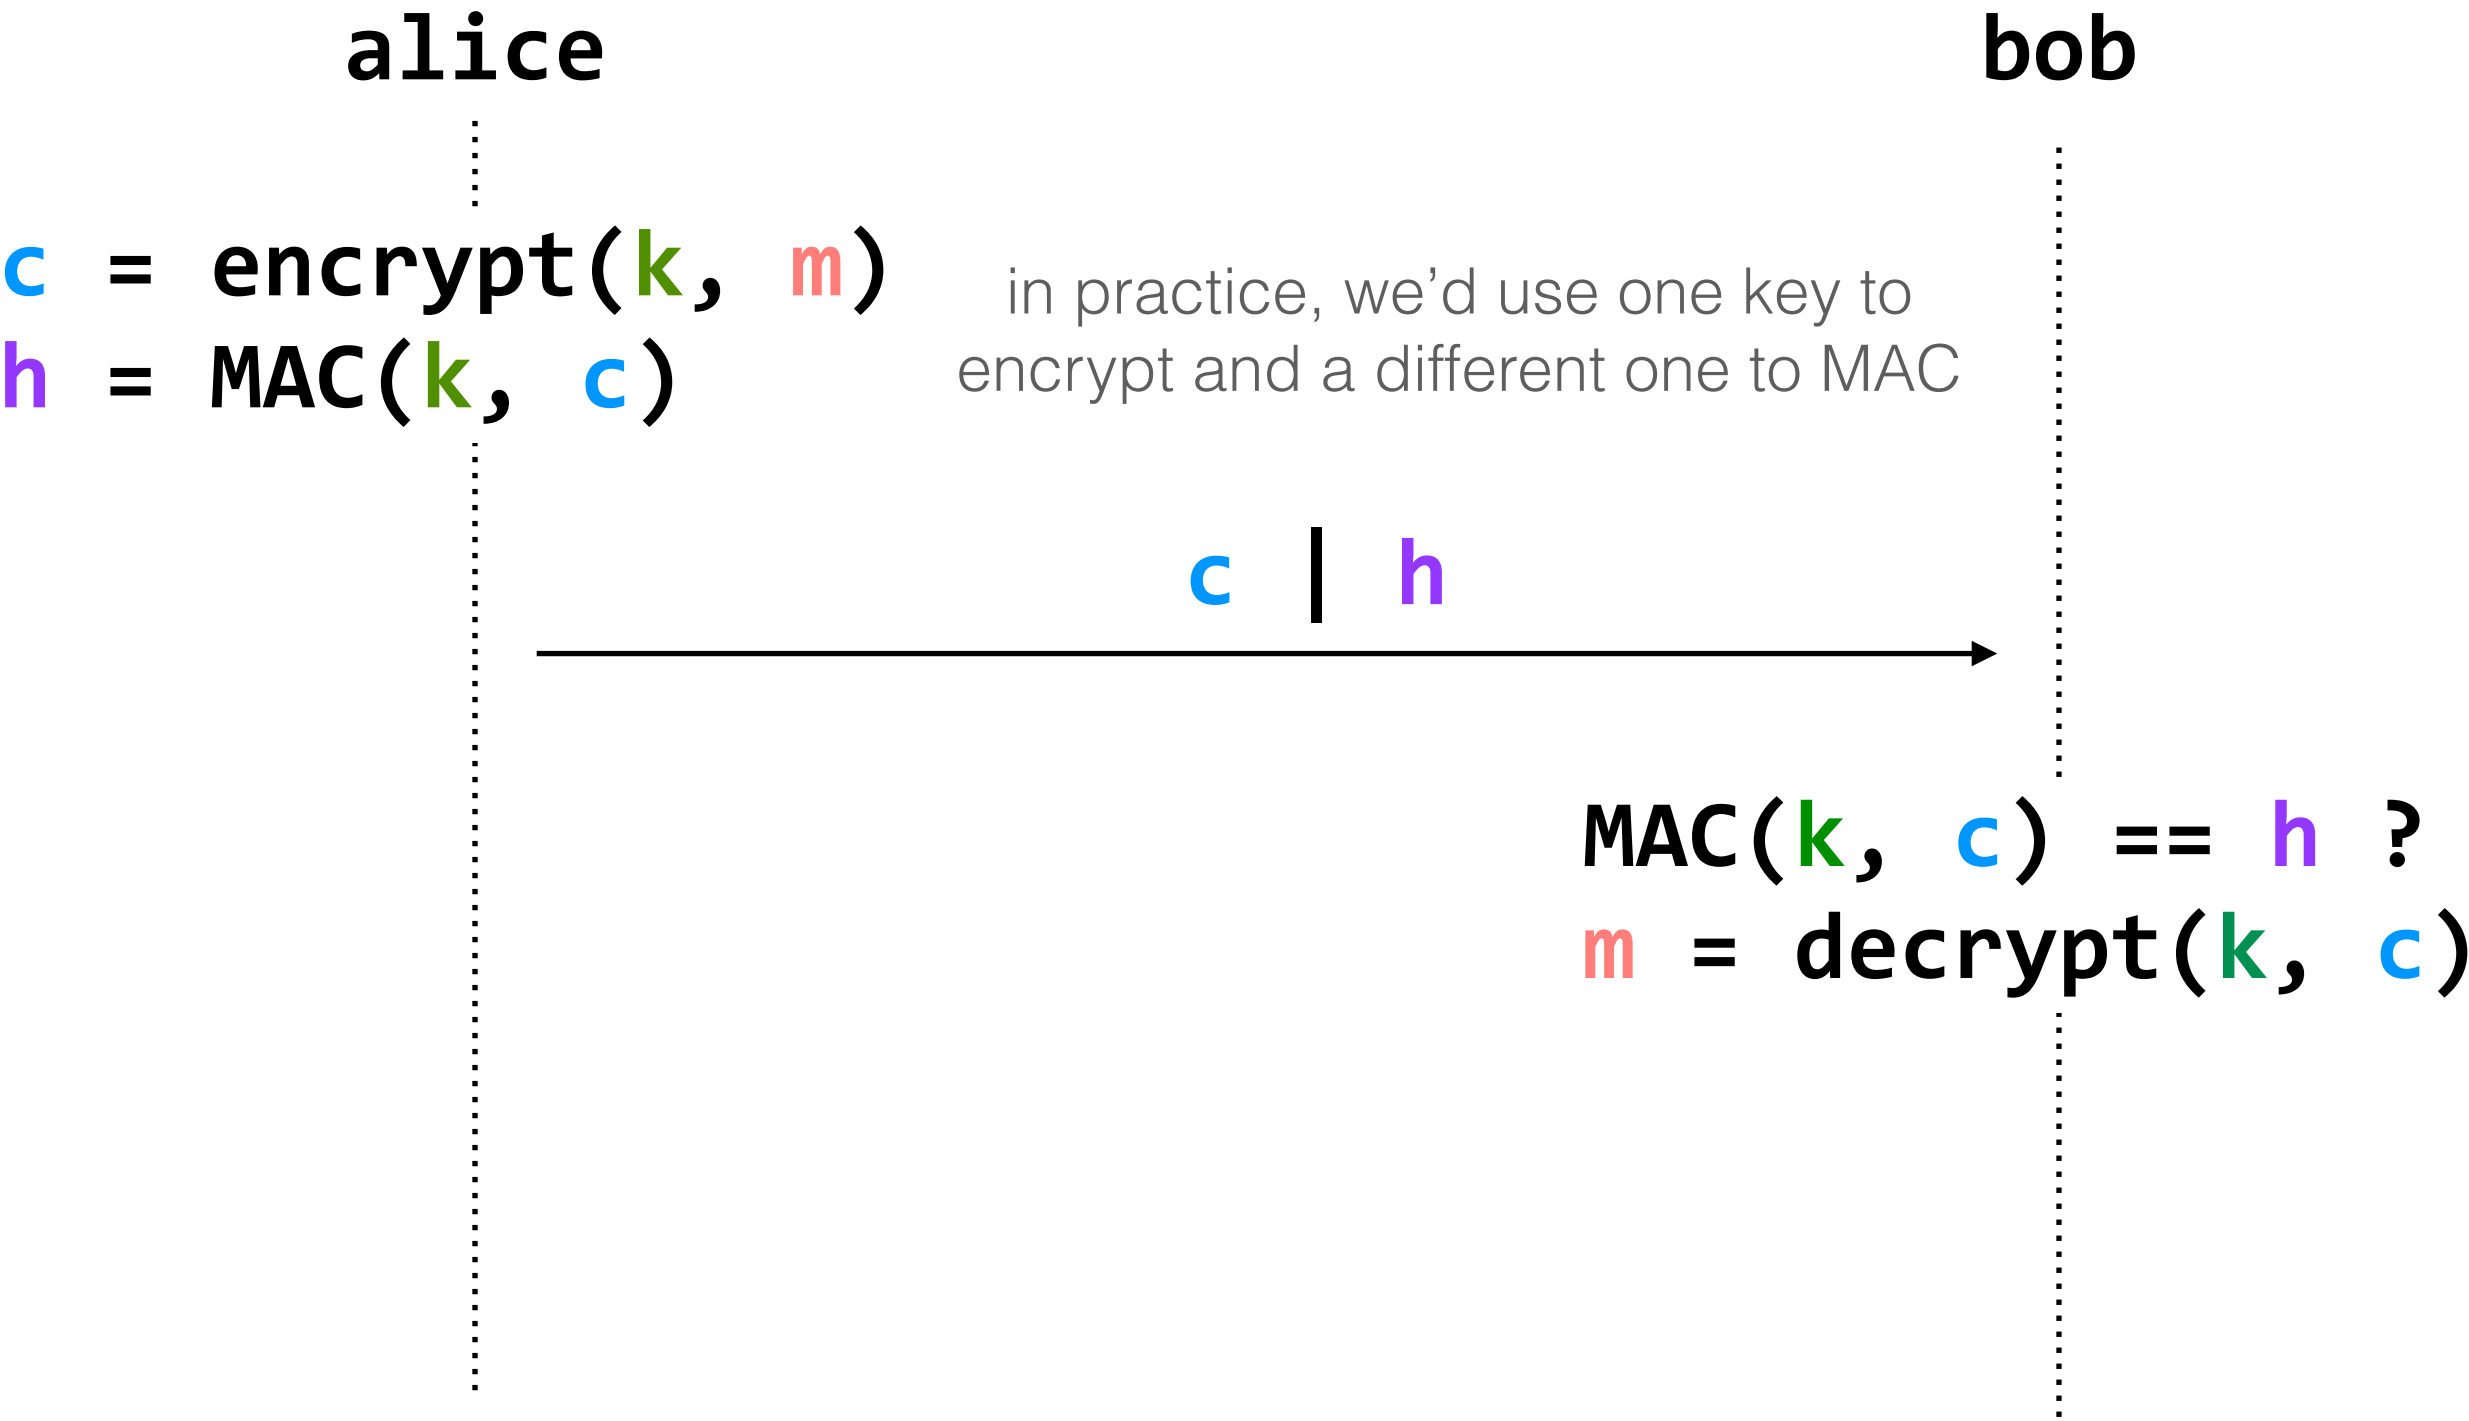 alice
bob
c = encrypt(k, m)
h = MAC(k, c)
in practice, we’d use one key to
encrypt and a different one to MAC
c | h
MAC(k, c) == h ?
m = decrypt(k, c)